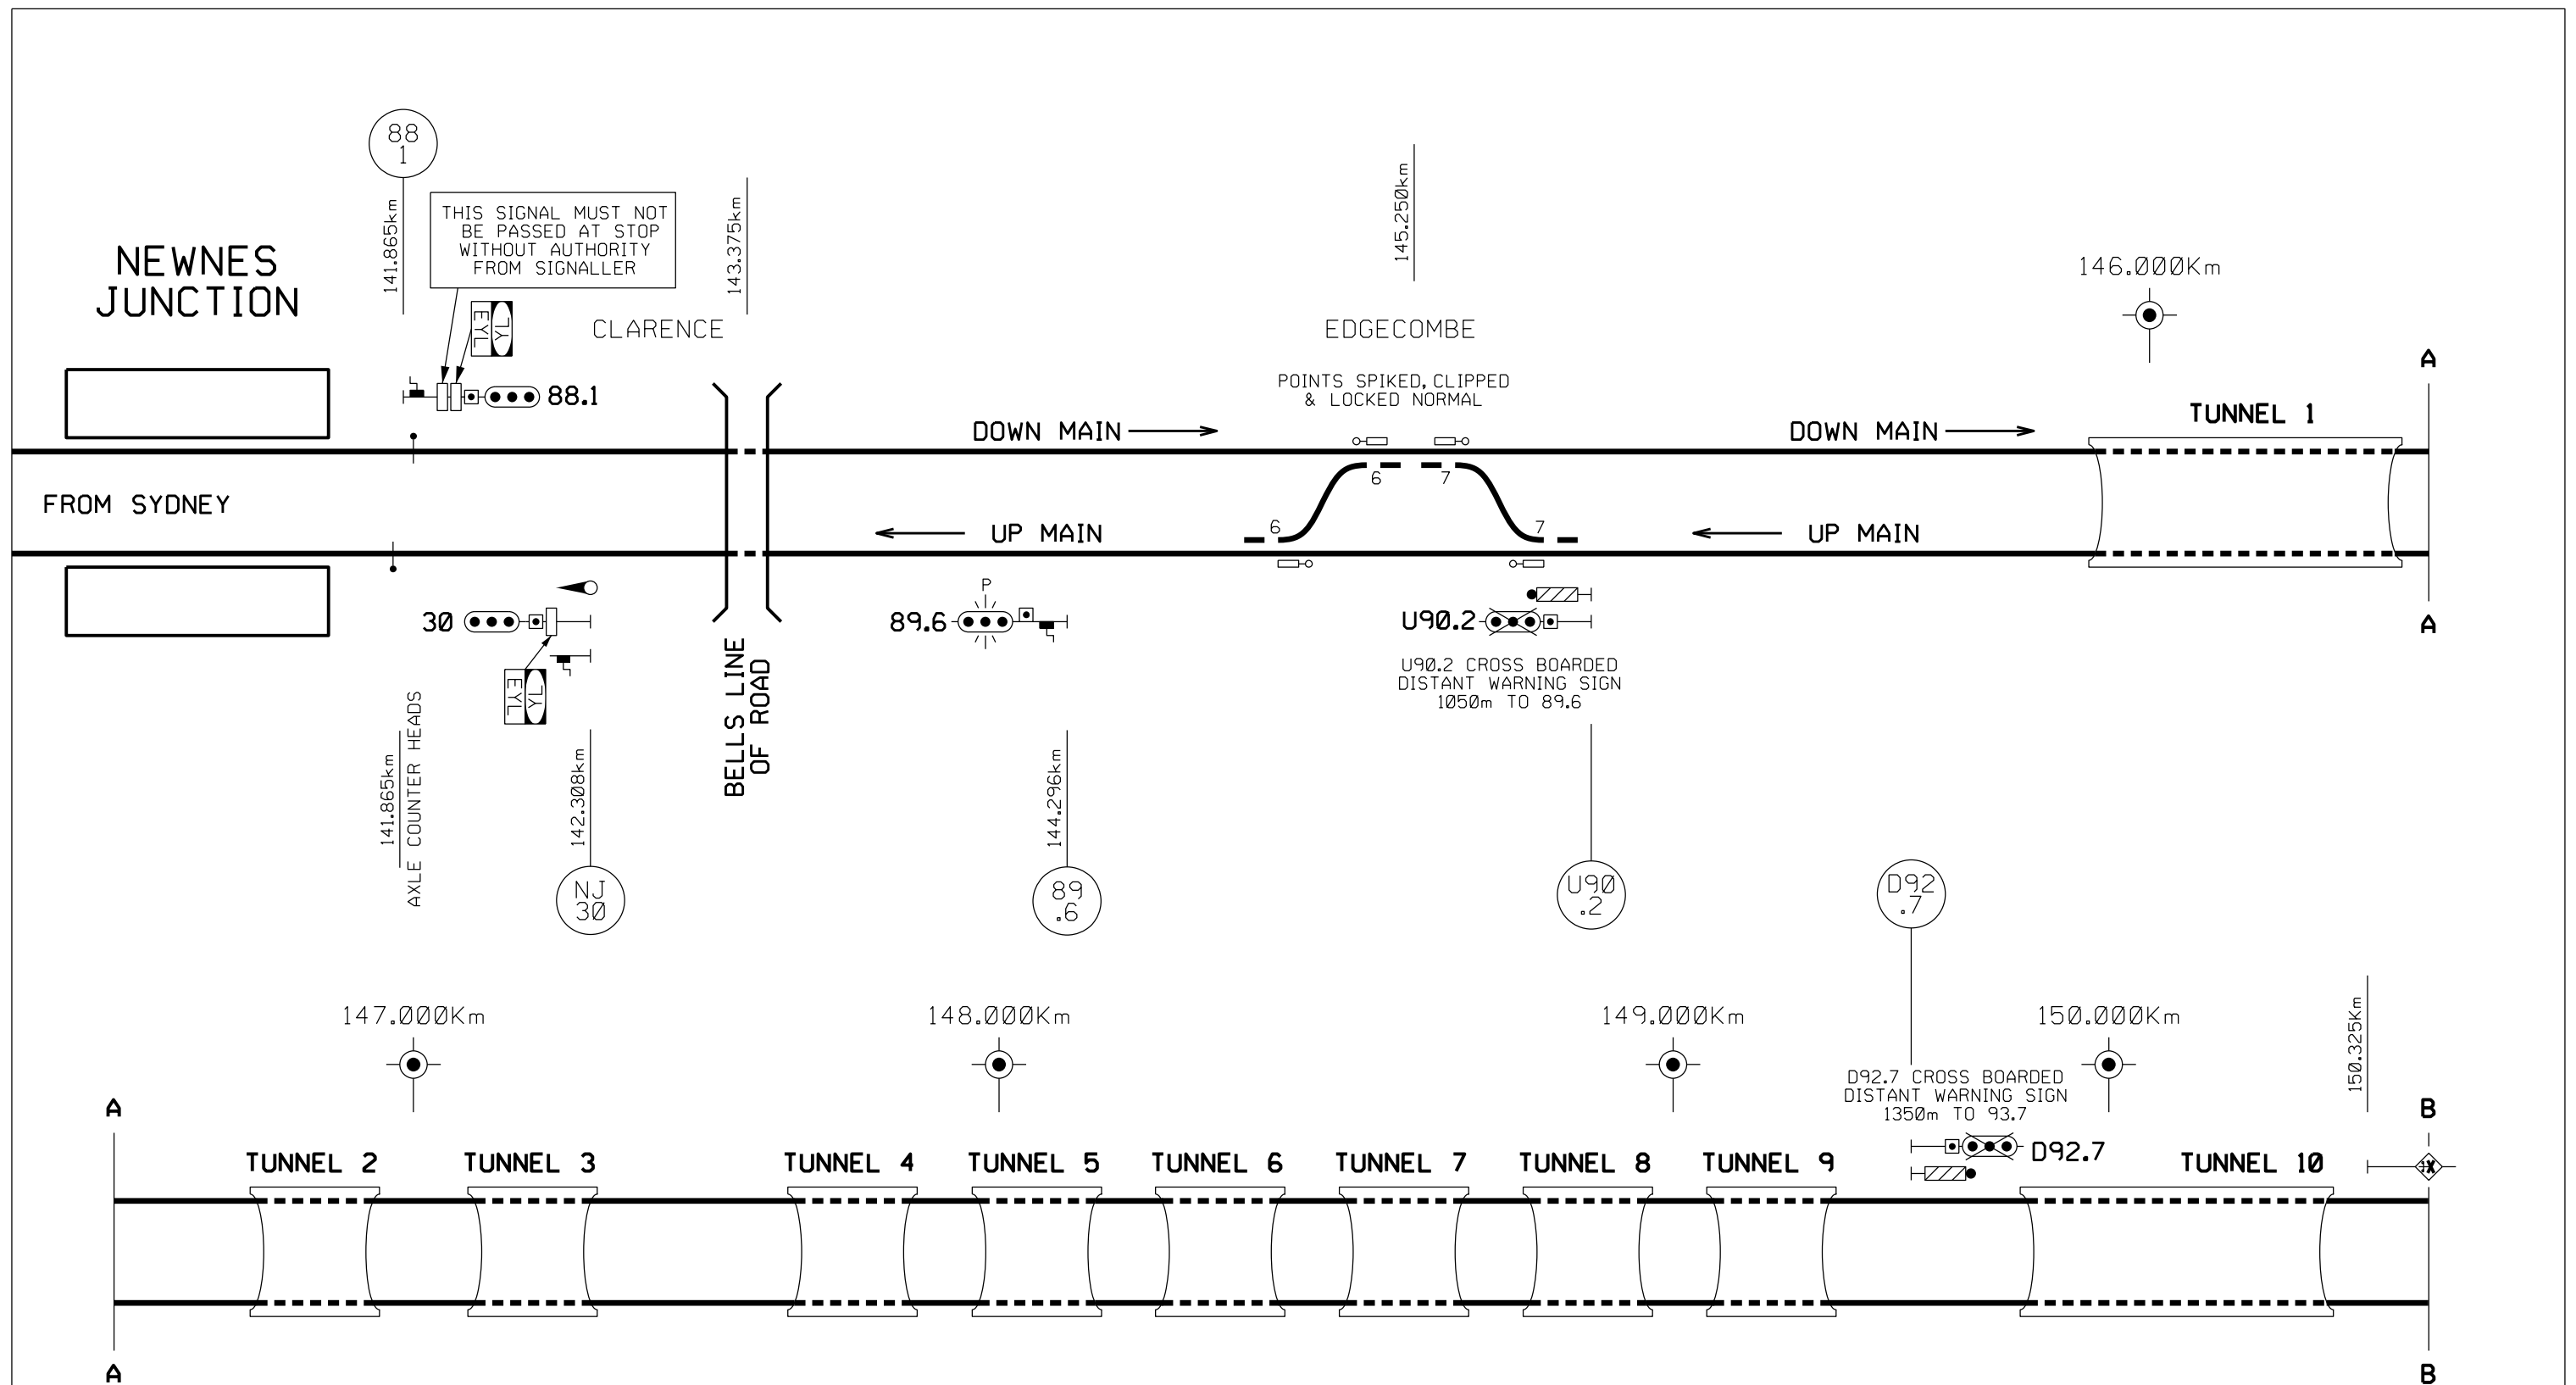 88
1
141.865km
THIS SIGNAL MUST NOT
BE PASSED AT STOP
WITHOUT AUTHORITY
FROM SIGNALLER
143.375km
145.250km
NEWNES
JUNCTION
146.000Km
YL
EYL
CLARENCE
EDGECOMBE
A
88.1
POINTS SPIKED, CLIPPED
& LOCKED NORMAL
TUNNEL 1
DOWN MAIN
DOWN MAIN
6
7
FROM SYDNEY
UP MAIN
6
7
UP MAIN
P
30
89.6
U90.2
A
YL
EYL
BELLS LINE
OF ROAD
U90.2 CROSS BOARDED
DISTANT WARNING SIGN
1050m TO 89.6
141.865km
AXLE COUNTER HEADS
142.308km
144.296km
NJ
30
89
.6
U90
.2
D92
.7
147.000Km
148.000Km
149.000Km
150.000Km
150.325Km
D92.7 CROSS BOARDED
DISTANT WARNING SIGN
1350m TO 93.7
A
B
TUNNEL 2
TUNNEL 3
TUNNEL 4
TUNNEL 5
TUNNEL 6
TUNNEL 7
TUNNEL 8
TUNNEL 9
D92.7
TUNNEL 10
A
B